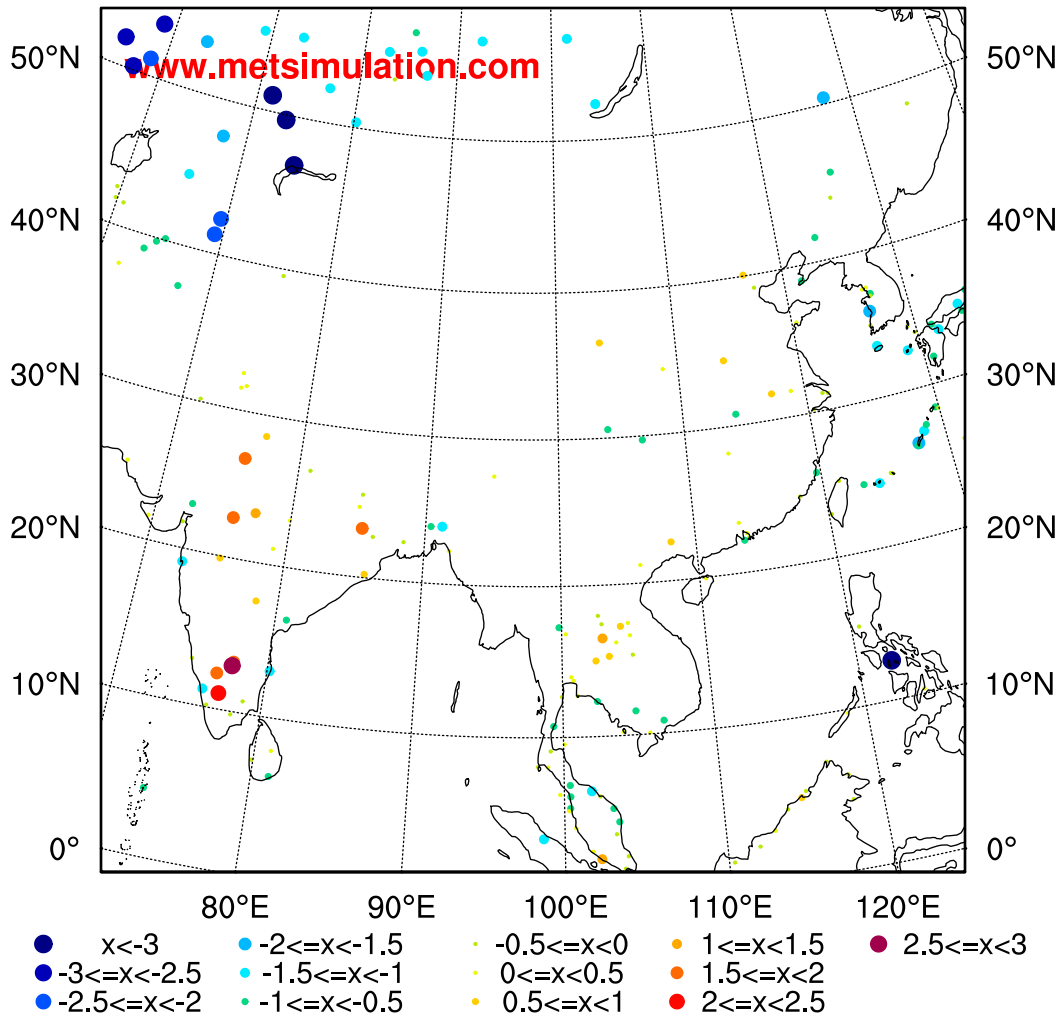 50°N 50°N
www.metsimulation.com
40°N 40°N
30°N 30°N
20°N 20°N
10°N 10°N
0° 0°
80°E 90°E 100°E 110°E 120°E
x<-3 -2<=x<-1.5 -0.5<=x<0 1<=x<1.5 2.5<=x<3
-3<=x<-2.5 -1.5<=x<-1 0<=x<0.5 1.5<=x<2
-2.5<=x<-2 -1<=x<-0.5 0.5<=x<1 2<=x<2.5